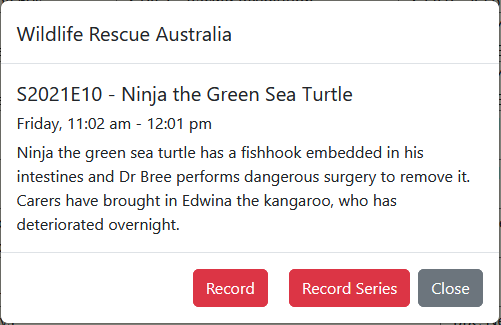 Wildlife Rescue Australia
S2021E10 - Ninja the Green Sea Turtle
Friday, 11:02 am - 12:01 pm
Ninja the green sea turtle has a fishhook embedded in his
intestines and Dr Bree performs dangerous surgery to remove it.
Carers have brought in Edwina the kangaroo, who has
deteriorated overnight.
Record Record Series Close